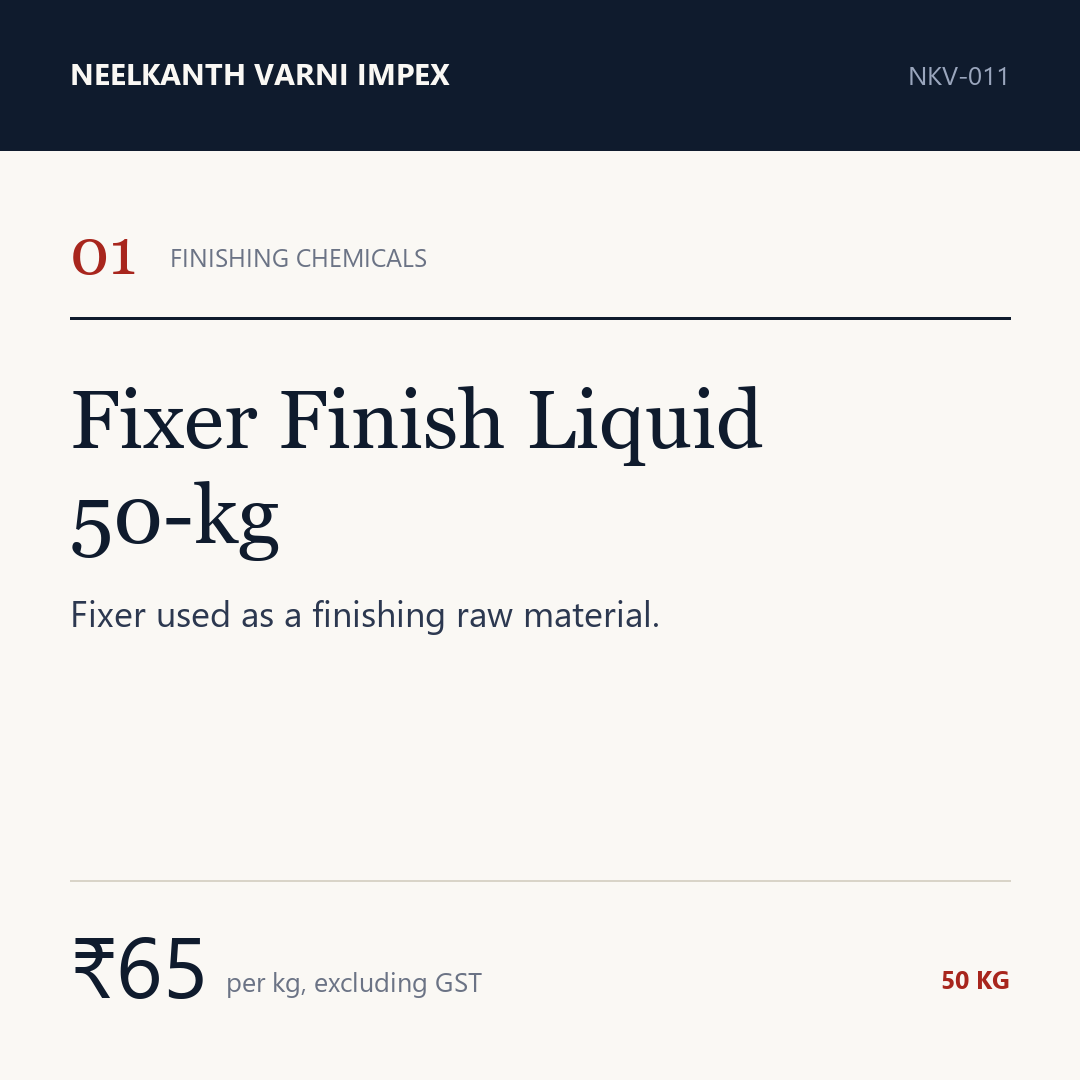 NEELKANTH VARNI IMPEX
NKV-011
01 FINISHING CHEMICALS
Fixer Finish Liquid
50-kg
Fixer used as a finishing raw material.
₹65 per kg, excluding GST
50 KG